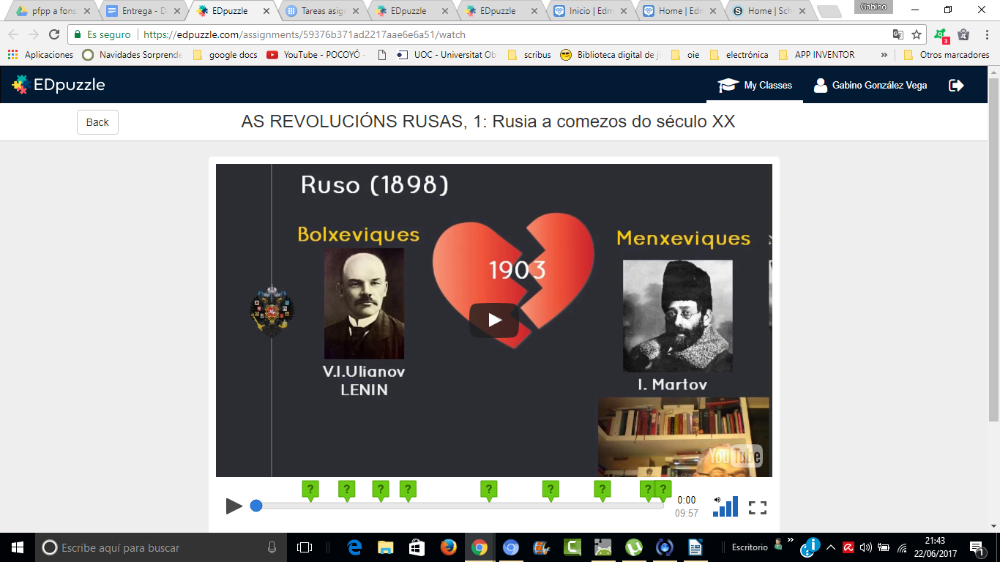 Gabino
pfpp a fons
Entrega - D
EDpuzzle
Tareas asig
EDpuzzle
EDpuzzle
Inicio | Edm
Home | Edm
Home | Sch
Es seguro
https://edpuzzle.com/assignments/59376b371ad2217aae6e6a51/watch
3
Aplicaciones
Navidades Sorprende
google docs
YouTube - POCOYÓ -
UOC - Universitat Ob
scribus
Biblioteca digital de jl
oie
electrónica
APP INVENTOR
»
Otros marcadores
EDpuzzle
My Classes
Gabino González Vega
Back
AS REVOLUCIÓNS RUSAS, 1: Rusia a comezos do século XX
Ruso (1898)
Bolxeviques
1903
Menxeviques
V.I.Ulianov
LENIN
I. Martov
YouTube
? ? ? ? ? ? ? ? ?
0:00
09:57
Escribe aquí para buscar
Escritorio
»
21:43
22/06/2017
1